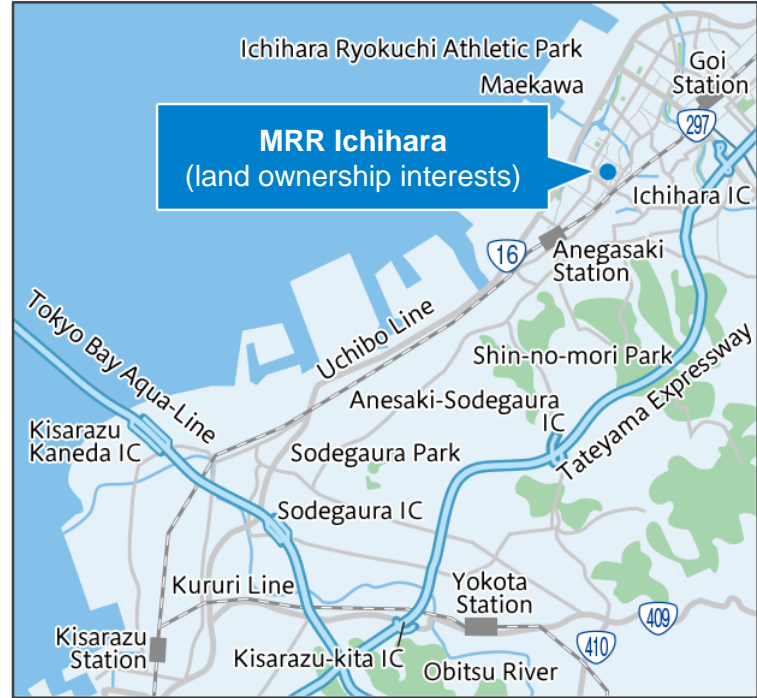 Ichihara Ryokuchi Athletic Park
Goi
Station
Maekawa
297
MRR Ichihara
(land ownership interests)
Ichihara IC
16
Anegasaki
Station
Tokyo Bay Aqua-Line
Uchibo Line
Shin-no-mori Park
Tateyama Expressway
Anesaki-Sodegaura
IC
Kisarazu
Kaneda IC
Sodegaura Park
Sodegaura IC
Kururi Line
Yokota
Station
409
Kisarazu
Station
Kisarazu-kita IC
410
Obitsu River